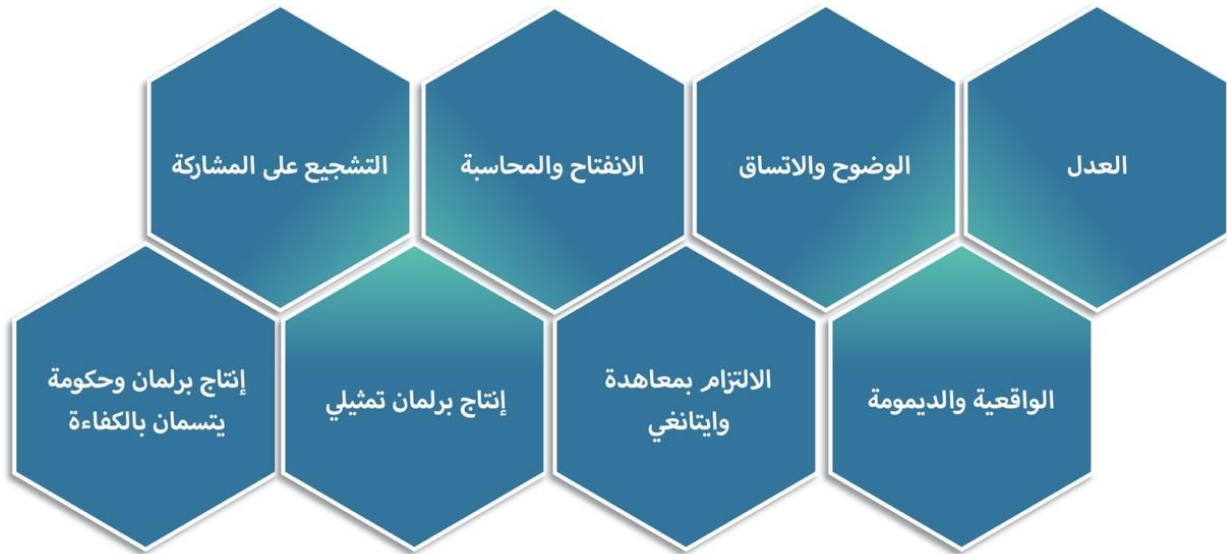 العدل
الوضوح والاتساق
الانفتاح والمحاسبة
التشجيع على المشاركة
الواقعية والديمومة
الالتزام بمعاهدة
وايتانغي
إنتاج برلمان تمثيلي
إنتاج برلمان وحكومة
يتسمان بالكفاءة